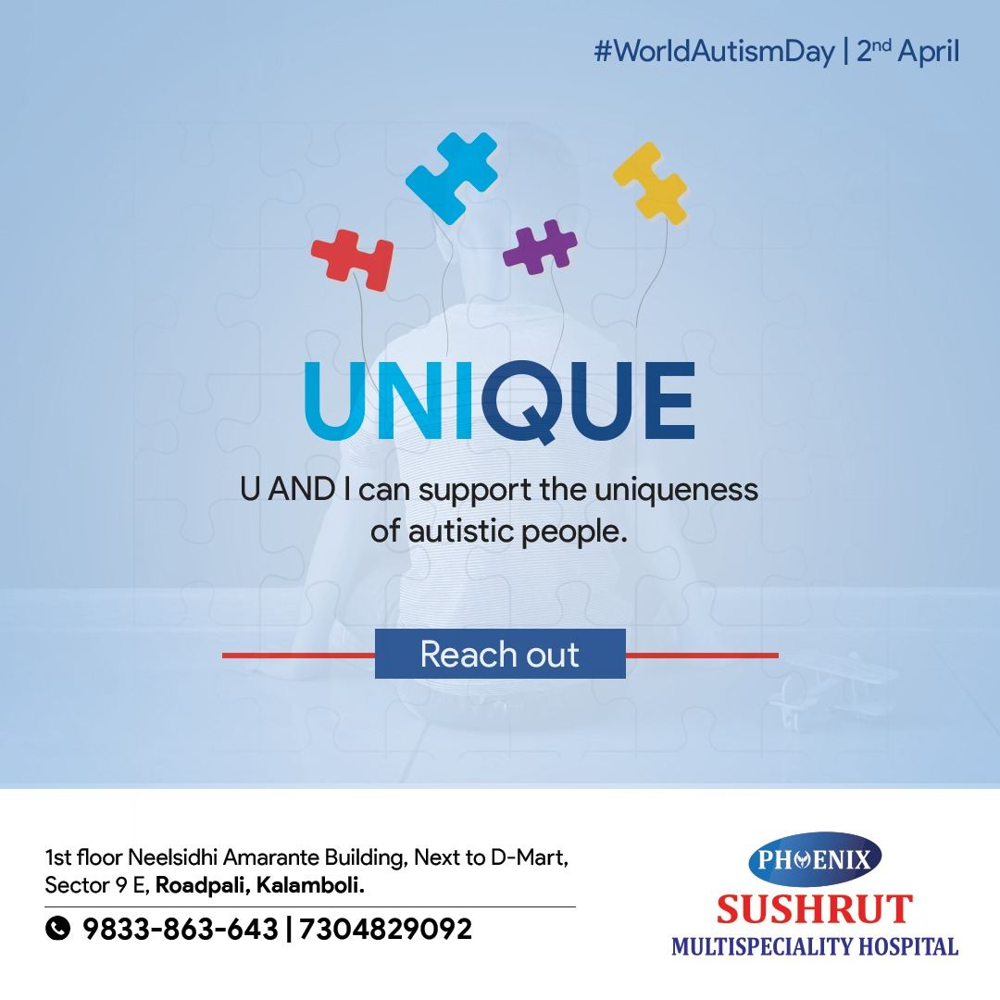 #WorldAutismDay | 2nd April
UNIQUE
U AND I can support the uniqueness
of autistic people.
Reach out
1st floor Neelsidhi Amarante Building, Next to D-Mart,
Sector 9 E, Roadpali, Kalamboli.
9833-863-643 | 7304829092
PHOENIX
SUSHRUT
MULTISPECIALITY HOSPITAL